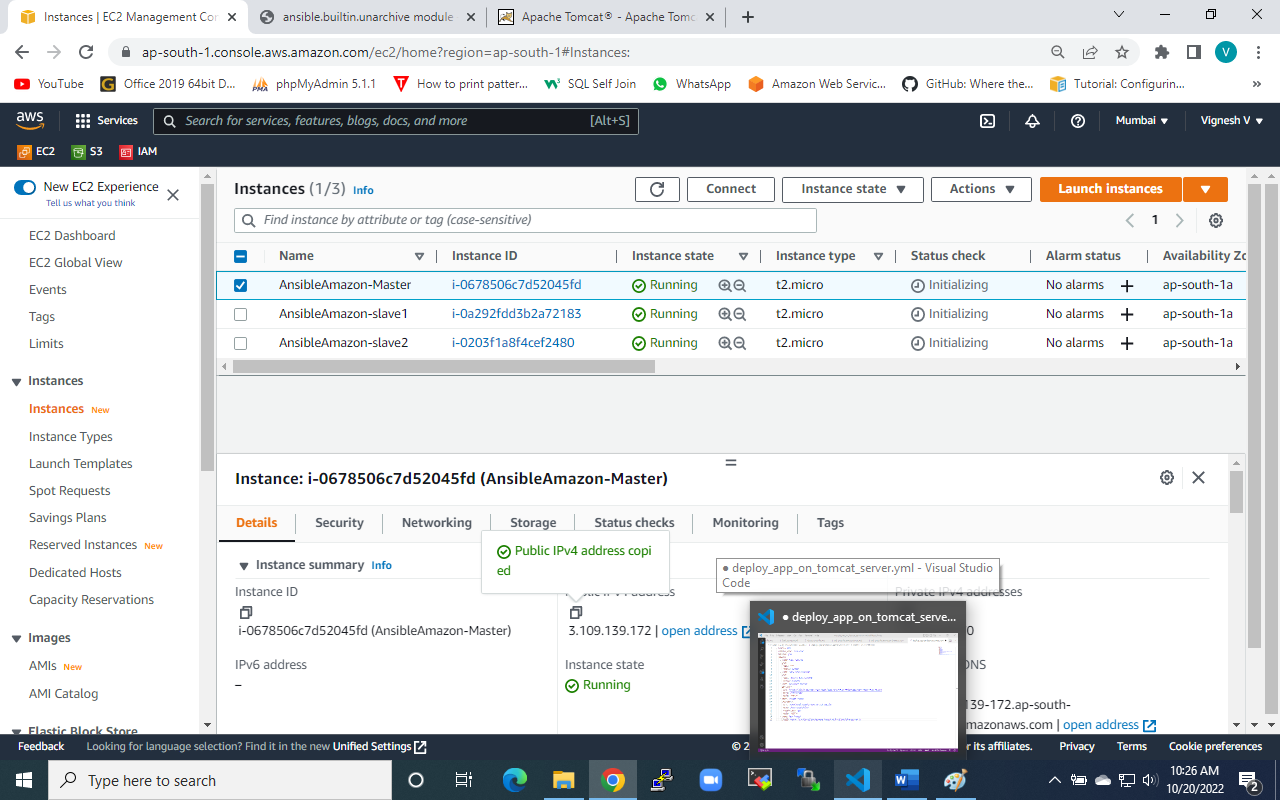 Instances | EC2 Management Con
ansible.builtin.unarchive module
Apache Tomcat® - Apache Tomc
ap-south-1.console.aws.amazon.com/ec2/home?region=ap-south-1#Instances:
V
YouTube
Office 2019 64bit D...
phpMyAdmin 5.1.1
How to print patter...
SQL Self Join
WhatsApp
Amazon Web Servic...
GitHub: Where the...
Tutorial: Configurin...
»
aws
Services
Search for services, features, blogs, docs, and more
[Alt+S]
Mumbai
Vignesh V
EC2
S3
IAM
New EC2 Experience
Tell us what you think
EC2 Dashboard
EC2 Global View
Events
Tags
Limits
Instances
Instances New
Instance Types
Launch Templates
Spot Requests
Savings Plans
Reserved Instances New
Dedicated Hosts
Capacity Reservations
Images
AMIs New
AMI Catalog
Elastic Block Store
Instances (1/3) Info
Connect
Instance state
Actions
Launch instances
Find instance by attribute or tag (case-sensitive)
1
Name Instance ID Instance state Instance type Status check Alarm status Availability Zo
AnsibleAmazon-Master i-0678506c7d52045fd Running t2.micro Initializing No alarms + ap-south-1a
AnsibleAmazon-slave1 i-0a292fdd3b2a72183 Running t2.micro Initializing No alarms + ap-south-1a
AnsibleAmazon-slave2 i-0203f1a8f4cef2480 Running t2.micro Initializing No alarms + ap-south-1a
Instance: i-0678506c7d52045fd (AnsibleAmazon-Master)
Details
Security
Networking
Storage
Status checks
Monitoring
Tags
Public IPv4 address copi
ed
● deploy_app_on_tomcat_server.yml - Visual Studio
Code
Instance summary Info
Instance ID
i-0678506c7d52045fd (AnsibleAmazon-Master)
Public IPv4 address
3.109.139.172 | open address
Private IPv4 addresses
0
● deploy_app_on_tomcat_serve...
IPv6 address
–
Instance state
Running
NS
139-172.ap-south-
amazonaws.com | open address
Feedback
Looking for language selection? Find it in the new Unified Settings
© 2
r its affiliates.
Privacy
Terms
Cookie preferences
Type here to search
10:26 AM
10/20/2022
2